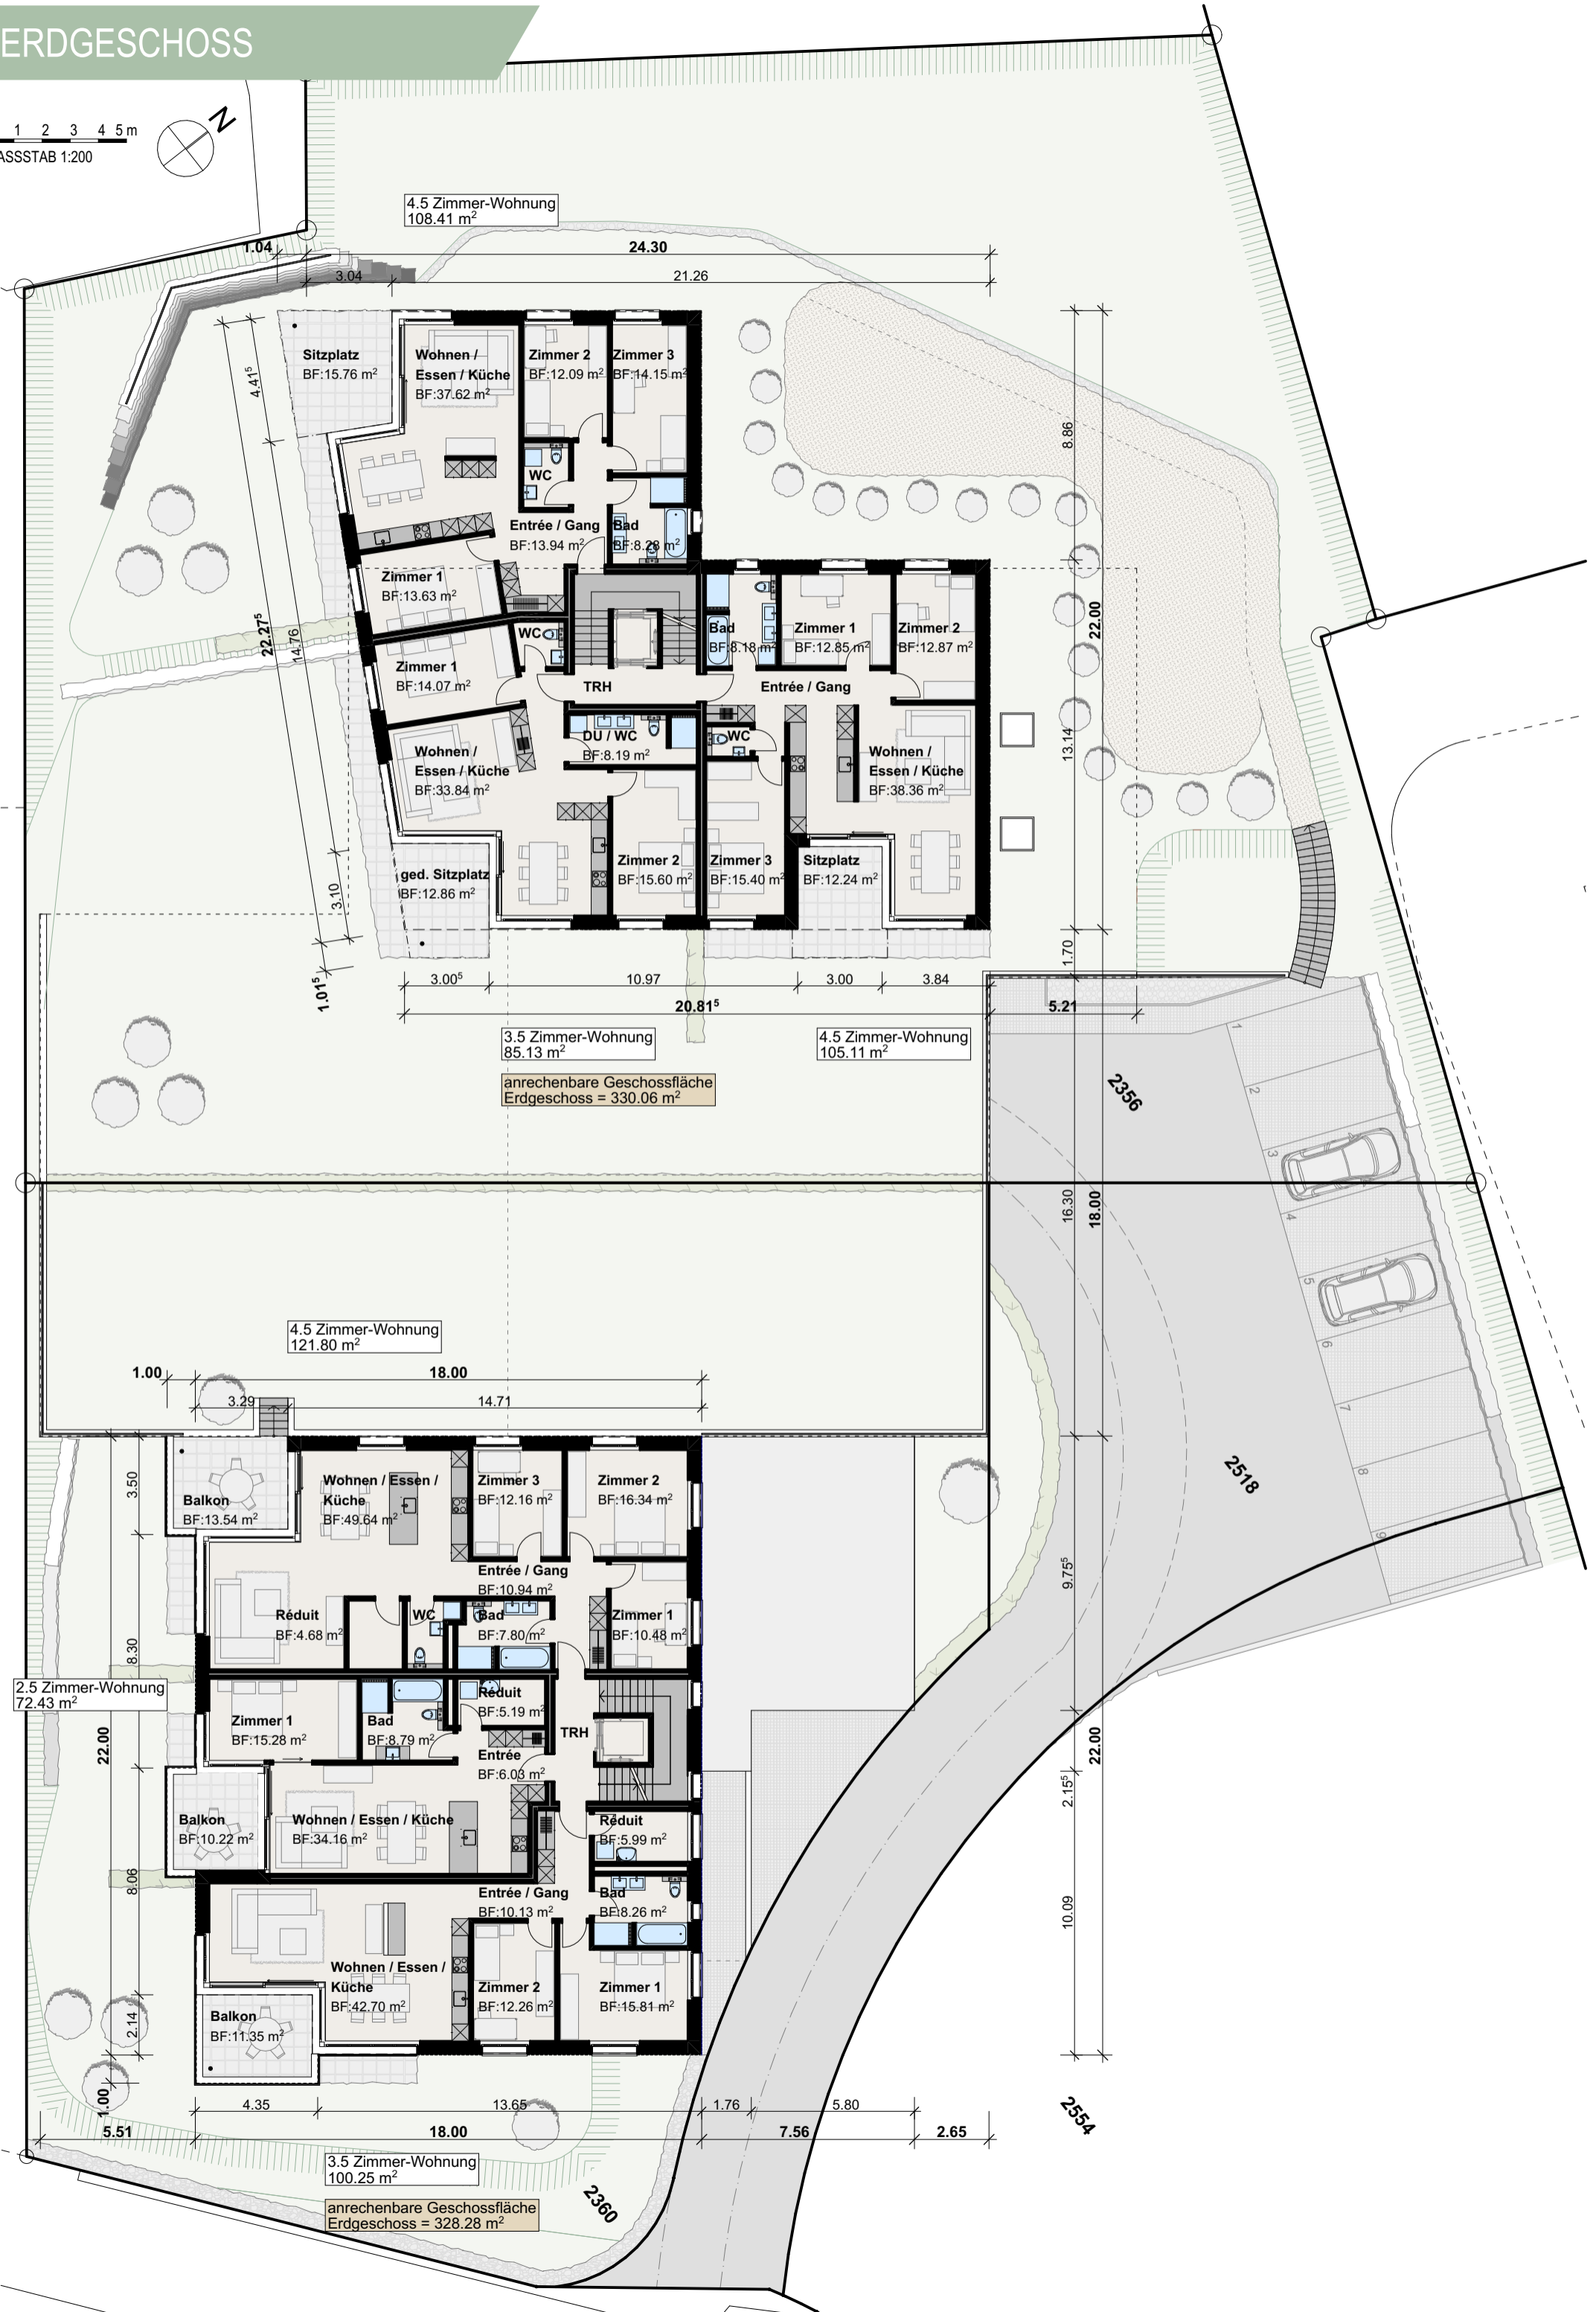 ERDGESCHOSS
1 2 3 4 5 m
ASSSTAB 1:200
N
4.5 Zimmer-Wohnung
108.41 m²
1.04
24.30
3.04
21.26
Sitzplatz
BF:15.76 m²
Wohnen /
Essen / Küche
BF:37.62 m²
Zimmer 2
BF:12.09 m²
Zimmer 3
BF:14.15 m²
4.41⁵
8.86
WC
Entrée / Gang
BF:13.94 m²
Bad
BF:8.28 m²
Zimmer 1
BF:13.63 m²
22.27⁵
14.76
22.00
WC
Zimmer 1
BF:14.07 m²
TRH
Bad
BF:8.18 m²
Zimmer 1
BF:12.85 m²
Zimmer 2
BF:12.87 m²
Entrée / Gang
DU / WC
BF:8.19 m²
WC
Wohnen /
Essen / Küche
BF:33.84 m²
Wohnen /
Essen / Küche
BF:38.36 m²
13.14
ged. Sitzplatz
BF:12.86 m²
Zimmer 2
BF:15.60 m²
Zimmer 3
BF:15.40 m²
Sitzplatz
BF:12.24 m²
3.10
1.01⁵
1.70
3.00⁵
10.97
3.00
3.84
20.81⁵
5.21
3.5 Zimmer-Wohnung
85.13 m²
4.5 Zimmer-Wohnung
105.11 m²
anrechenbare Geschossfläche
Erdgeschoss = 330.06 m²
2356
1
2
3
4
5
6
7
8
9
16.30
18.00
4.5 Zimmer-Wohnung
121.80 m²
1.00
18.00
3.29
14.71
2518
3.50
Balkon
BF:13.54 m²
Wohnen / Essen /
Küche
BF:49.64 m²
Zimmer 3
BF:12.16 m²
Zimmer 2
BF:16.34 m²
Entrée / Gang
BF:10.94 m²
9.75⁵
Réduit
BF:4.68 m²
WC
Bad
BF:7.80 m²
Zimmer 1
BF:10.48 m²
8.30
2.5 Zimmer-Wohnung
72.43 m²
Zimmer 1
BF:15.28 m²
Bad
BF:8.79 m²
Réduit
BF:5.19 m²
TRH
Entrée
BF:6.03 m²
22.00
22.00
2.15⁵
Balkon
BF:10.22 m²
Wohnen / Essen / Küche
BF:34.16 m²
Réduit
BF:5.99 m²
8.06
Entrée / Gang
BF:10.13 m²
Bad
BF:8.26 m²
10.09
Wohnen / Essen /
Küche
BF:42.70 m²
Zimmer 2
BF:12.26 m²
Zimmer 1
BF:15.81 m²
Balkon
BF:11.35 m²
2.14
1.00
4.35
13.65
1.76
5.80
5.51
18.00
7.56
2.65
2554
3.5 Zimmer-Wohnung
100.25 m²
anrechenbare Geschossfläche
Erdgeschoss = 328.28 m²
2360